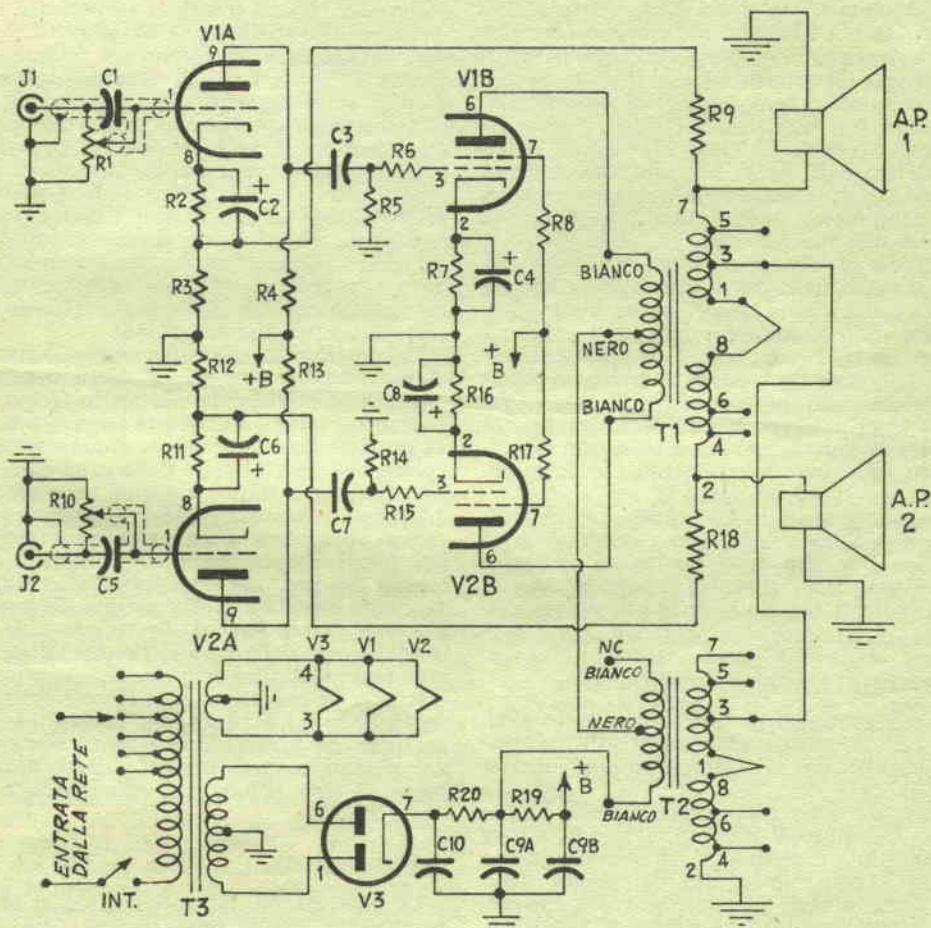 V1A
9
J1
C1
1
R1
8
R2
+
C2
R3
R4
R12
+B
R13
R11
C6
+
R10
8
1
J2
C5
9
V2A
C3
R6
3
R5
V1B
6
7
2
R8
R7
+
C4
+
B
C8
+
R16
R14
2
R17
C7
R15
3
7
6
V2B
R9
A.P.
1
7
5
3
1
BIANCO
NERO
BIANCO
8
6
4
T1
2
R18
A.P.
2
V3
V1
V2
4
3
ENTRATA
DALLA RETE
INT.
T3
6
1
7
V3
R20
R19
+
B
C10
C9A
C9B
NC
BIANCO
NERO
BIANCO
7
5
3
1
T2
8
6
4
2